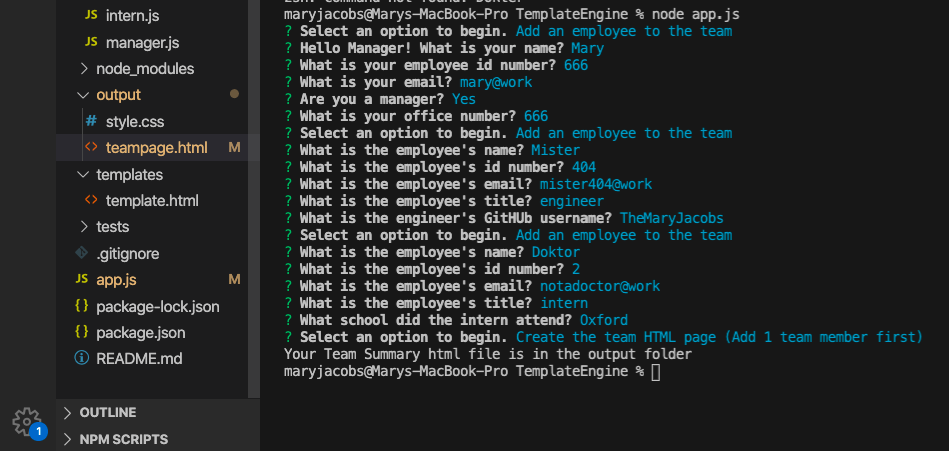 JS intern.js
JS manager.js
> node_modules
output
# style.css
<> teampage.html M
templates
<> template.html
> tests
.gitignore
JS app.js M
{} package-lock.json
{} package.json
README.md
> OUTLINE
1
> NPM SCRIPTS
maryjacobs@Marys-MacBook-Pro TemplateEngine % node app.js
? Select an option to begin. Add an employee to the team
? Hello Manager! What is your name? Mary
? What is your employee id number? 666
? What is your email? mary@work
? Are you a manager? Yes
? What is your office number? 666
? Select an option to begin. Add an employee to the team
? What is the employee's name? Mister
? What is the employee's id number? 404
? What is the employee's email? mister404@work
? What is the employee's title? engineer
? What is the engineer's GitHUb username? TheMaryJacobs
? Select an option to begin. Add an employee to the team
? What is the employee's name? Doktor
? What is the employee's id number? 2
? What is the employee's email? notadoctor@work
? What is the employee's title? intern
? What school did the intern attend? Oxford
? Select an option to begin. Create the team HTML page (Add 1 team member first)
Your Team Summary html file is in the output folder
maryjacobs@Marys-MacBook-Pro TemplateEngine %